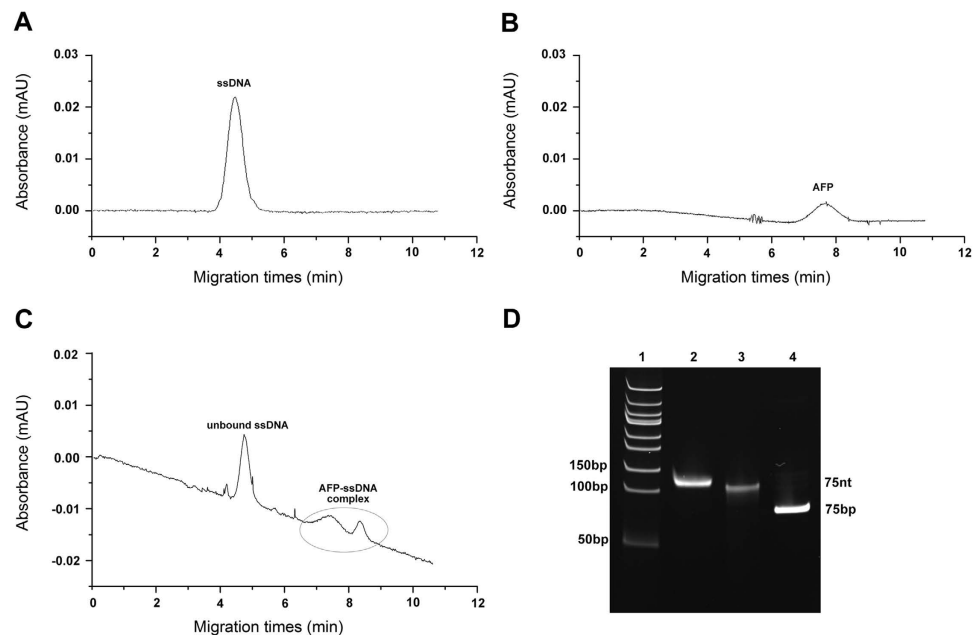 A
0.03
0.02
0.01
0.00
Absorbance (mAU)
ssDNA
0 2 4 6 8 10 12
Migration times (min)
B
0.03
0.02
0.01
0.00
Absorbance (mAU)
AFP
0 2 4 6 8 10 12
Migration times (min)
C
0.02
0.01
0.00
-0.01
-0.02
Absorbance (mAU)
unbound ssDNA
AFP-ssDNA
complex
0 2 4 6 8 10 12
Migration times (min)
D
1 2 3 4
150bp
100bp
50bp
75nt
75bp